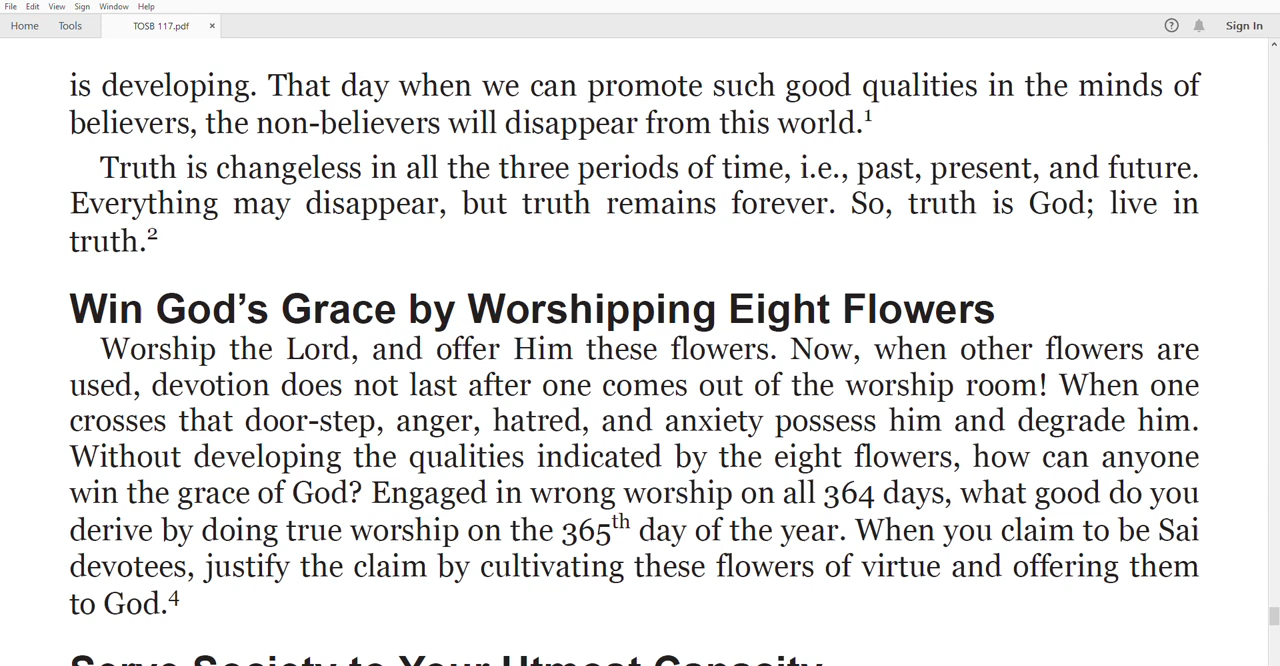 File Edit View Sign Window Help
Home Tools TOSB 117.pdf × ? Sign In
is developing. That day when we can promote such good qualities in the minds of
believers, the non-believers will disappear from this world.¹
Truth is changeless in all the three periods of time, i.e., past, present, and future.
Everything may disappear, but truth remains forever. So, truth is God; live in
truth.²
Win God’s Grace by Worshipping Eight Flowers
Worship the Lord, and offer Him these flowers. Now, when other flowers are
used, devotion does not last after one comes out of the worship room! When one
crosses that door-step, anger, hatred, and anxiety possess him and degrade him.
Without developing the qualities indicated by the eight flowers, how can anyone
win the grace of God? Engaged in wrong worship on all 364 days, what good do you
derive by doing true worship on the 365th day of the year. When you claim to be Sai
devotees, justify the claim by cultivating these flowers of virtue and offering them
to God.⁴
Serve Society to Your Utmost Capacity